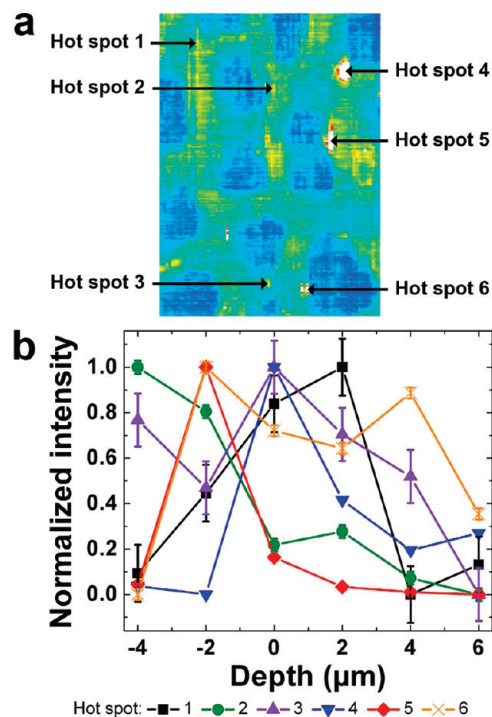 a
Hot spot 1
Hot spot 2
Hot spot 3
Hot spot 4
Hot spot 5
Hot spot 6
b
Normalized intensity
1.0
0.8
0.6
0.4
0.2
0.0
-4 -2 0 2 4 6
Depth (µm)
Hot spot: 1 2 3 4 5 6